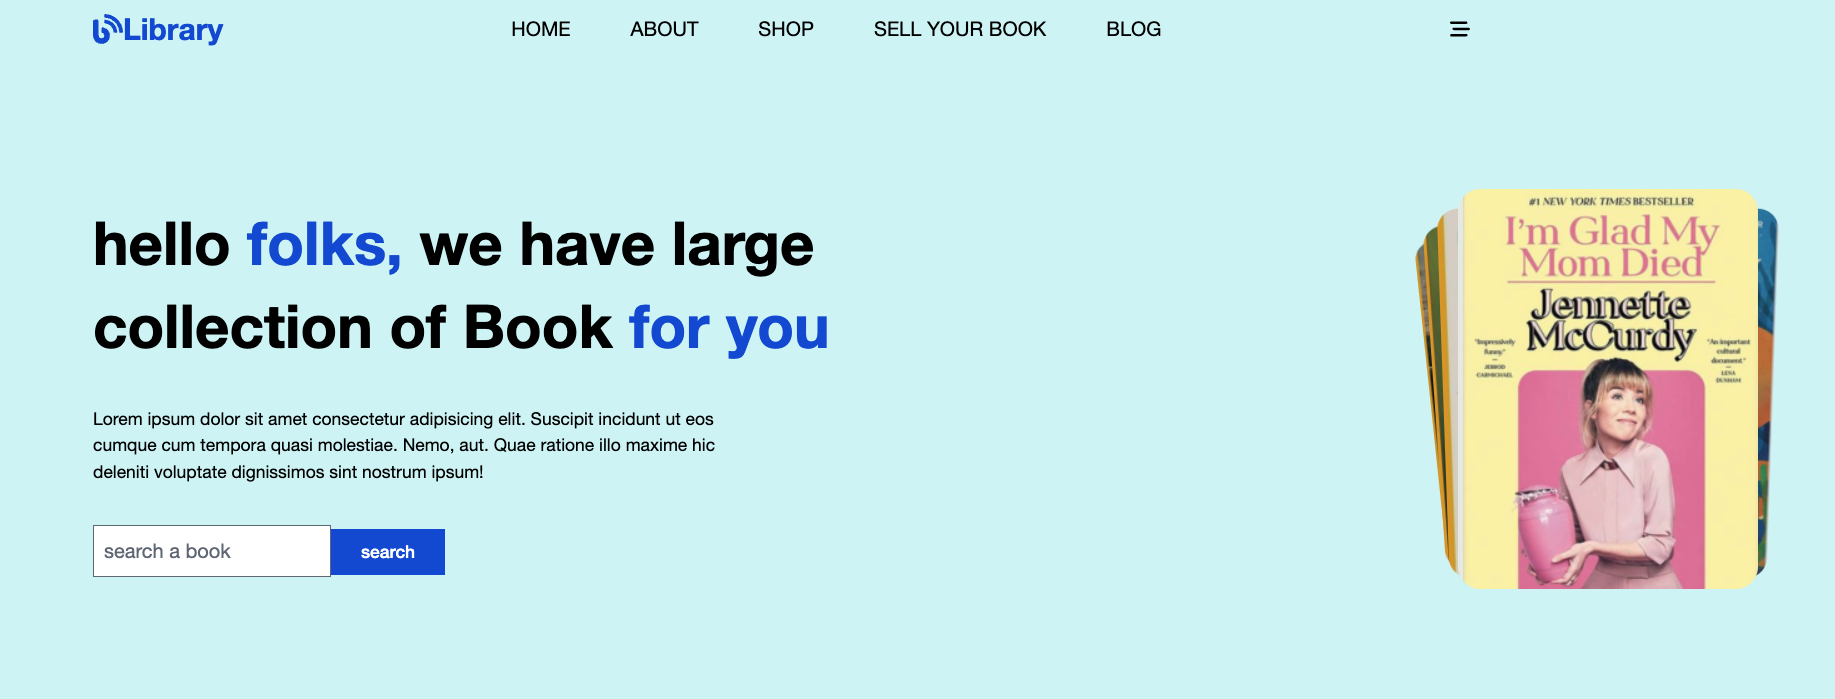 Library
HOME ABOUT SHOP SELL YOUR BOOK BLOG
hello folks, we have large
collection of Book for you
Lorem ipsum dolor sit amet consectetur adipisicing elit. Suscipit incidunt ut eos
cumque cum tempora quasi molestiae. Nemo, aut. Quae ratione illo maxime hic
deleniti voluptate dignissimos sint nostrum ipsum!
search a book
search
#1 NEW YORK TIMES BESTSELLER
I'm Glad My
Mom Died
Jennette
McCurdy
"Impressively
funny."
—
JERROD
CARMICHAEL
"An important
cultural
document."
—
LENA
DUNHAM